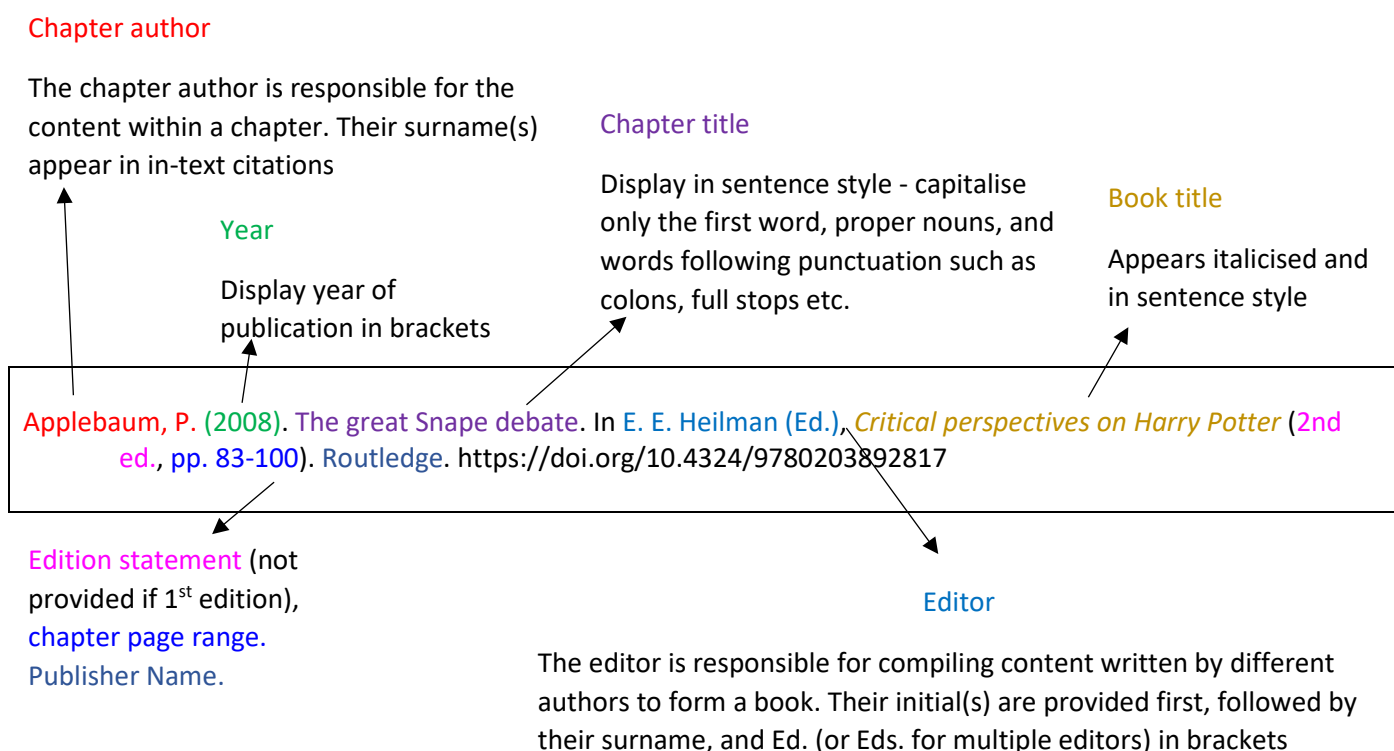 Chapter author
The chapter author is responsible for the
content within a chapter. Their surname(s)
appear in in-text citations
Year
Display year of
publication in brackets
Chapter title
Display in sentence style - capitalise
only the first word, proper nouns, and
words following punctuation such as
colons, full stops etc.
Book title
Appears italicised and
in sentence style
Applebaum, P. (2008). The great Snape debate. In E. E. Heilman (Ed.), Critical perspectives on Harry Potter (2nd
ed., pp. 83-100). Routledge. https://doi.org/10.4324/9780203892817
Edition statement (not
provided if 1st edition),
chapter page range.
Publisher Name.
Editor
The editor is responsible for compiling content written by different
authors to form a book. Their initial(s) are provided first, followed by
their surname, and Ed. (or Eds. for multiple editors) in brackets